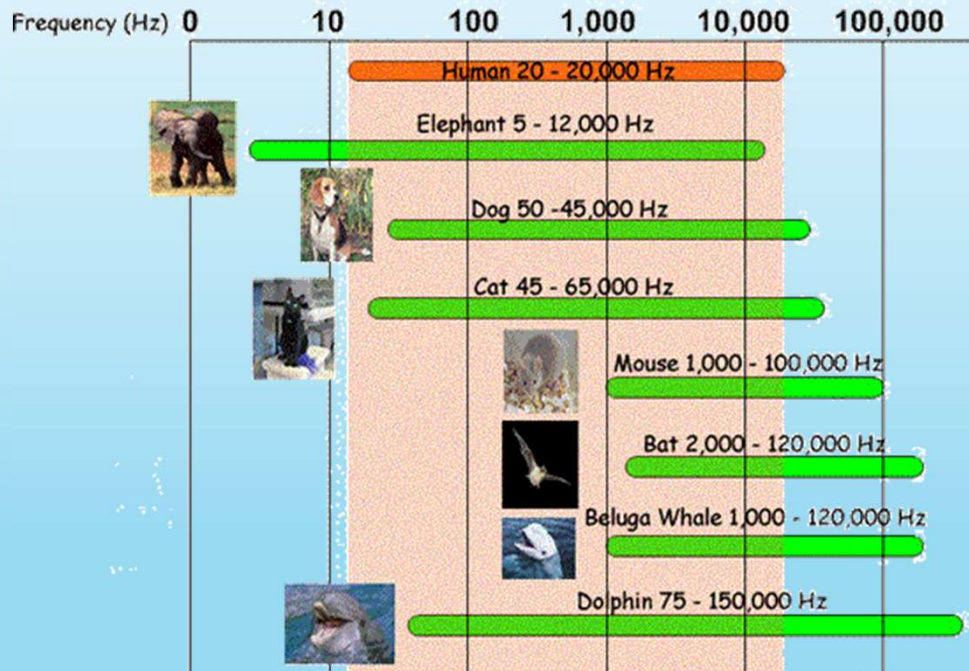 Frequency (Hz) 0 10 100 1,000 10,000 100,000
Human 20 - 20,000 Hz
Elephant 5 - 12,000 Hz
Dog 50 -45,000 Hz
Cat 45 - 65,000 Hz
Mouse 1,000 - 100,000 Hz
Bat 2,000 - 120,000 Hz
Beluga Whale 1,000 - 120,000 Hz
Dolphin 75 - 150,000 Hz